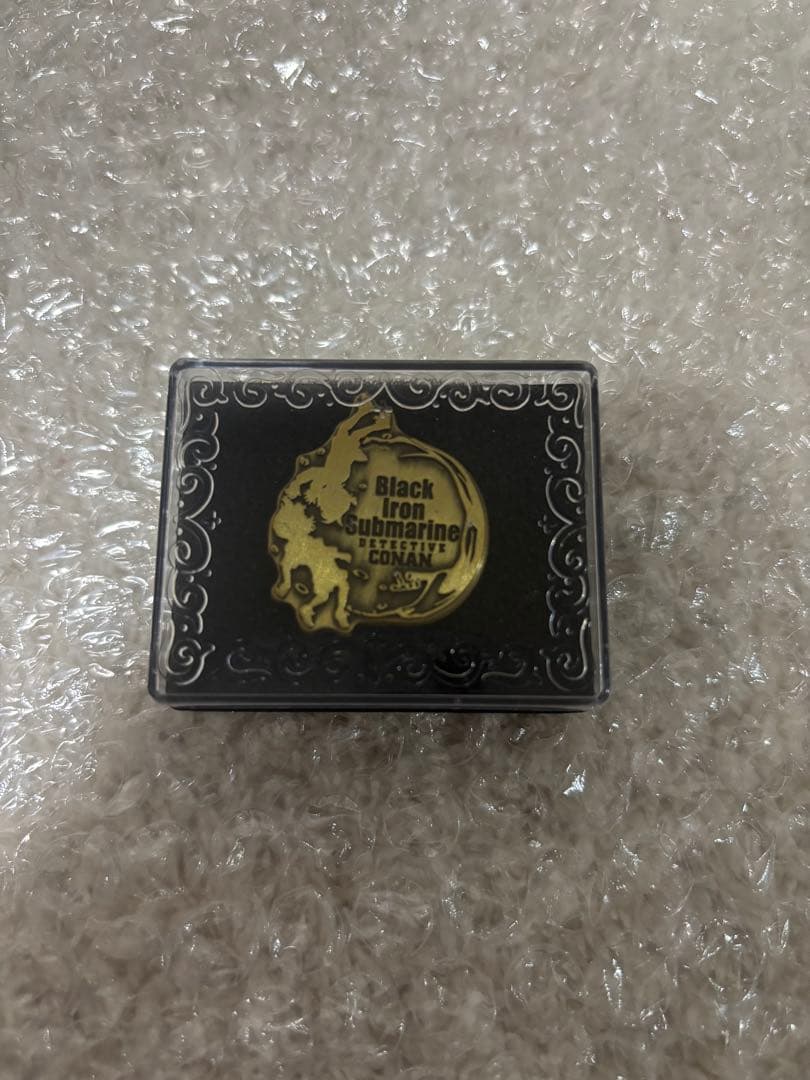 Black
Iron
Submarine
DETECTIVE
CONAN